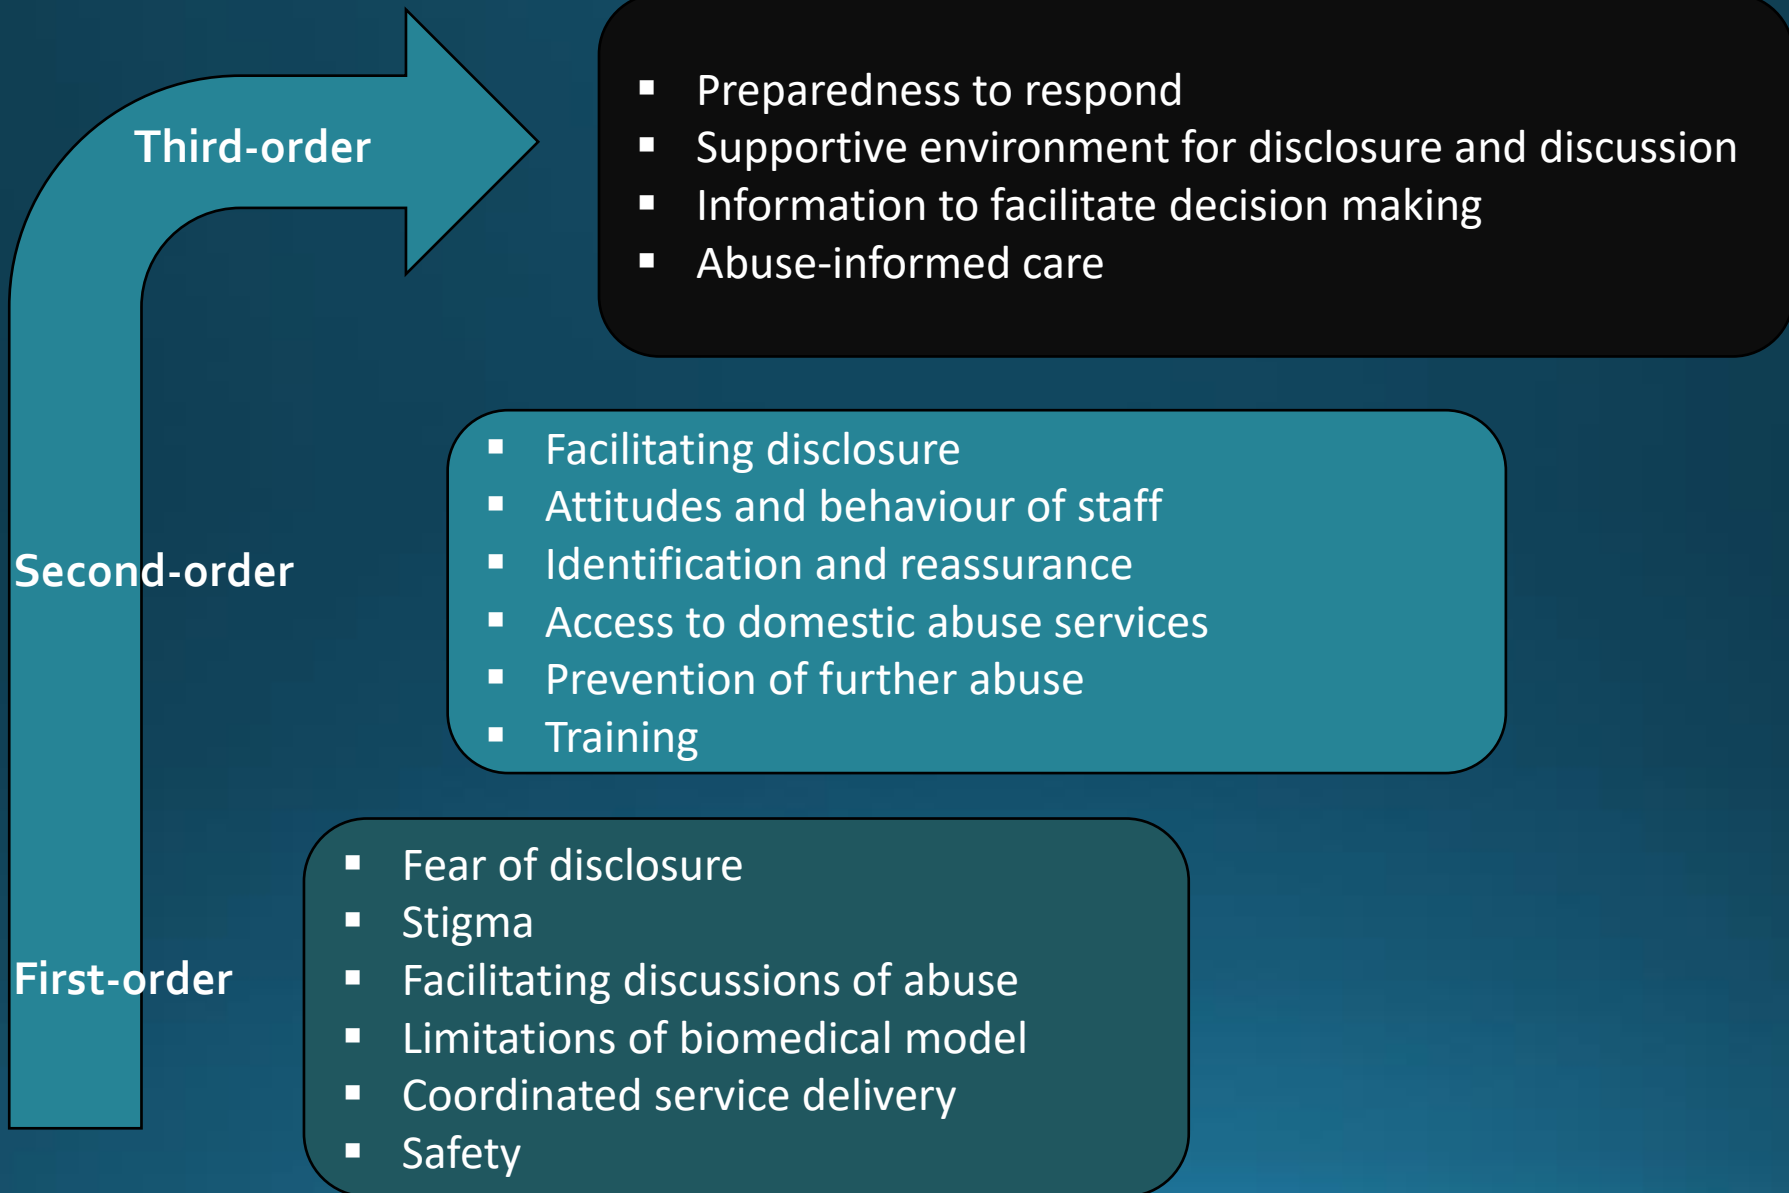 Third-order
▪ Preparedness to respond
▪ Supportive environment for disclosure and discussion
▪ Information to facilitate decision making
▪ Abuse-informed care
Second-order
▪ Facilitating disclosure
▪ Attitudes and behaviour of staff
▪ Identification and reassurance
▪ Access to domestic abuse services
▪ Prevention of further abuse
▪ Training
First-order
▪ Fear of disclosure
▪ Stigma
▪ Facilitating discussions of abuse
▪ Limitations of biomedical model
▪ Coordinated service delivery
▪ Safety